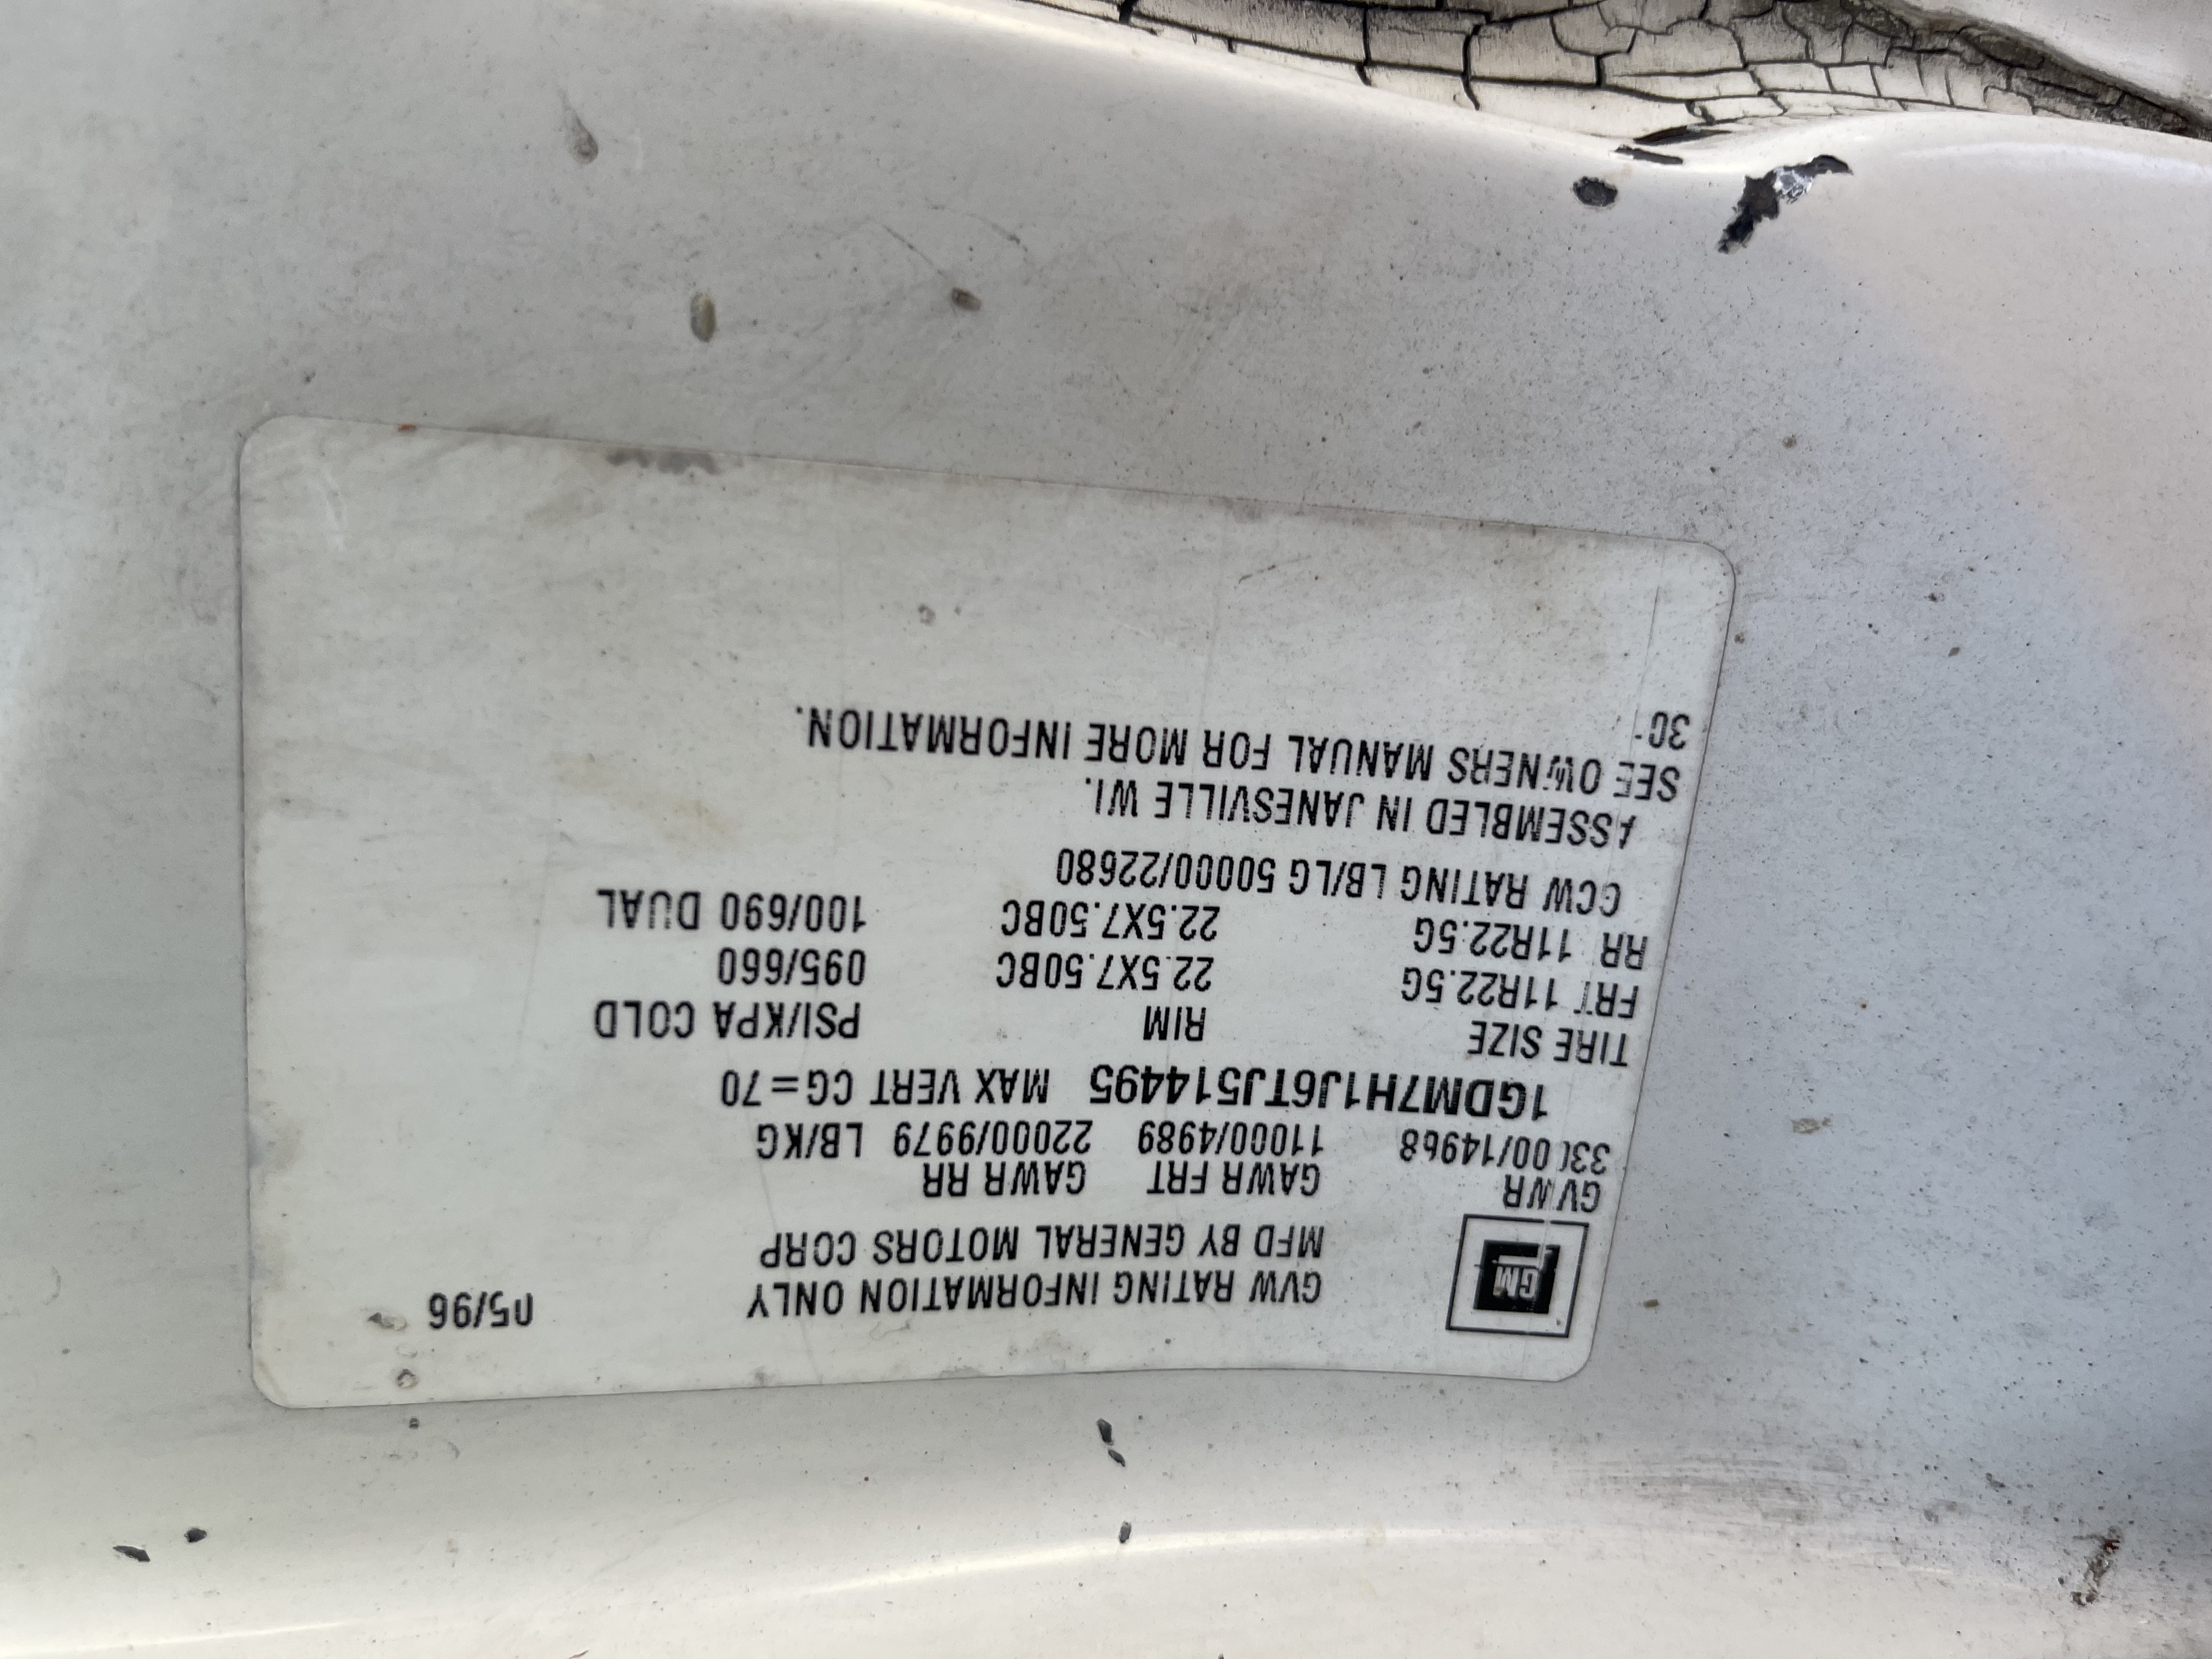 GM
GVW RATING INFORMATION ONLY 05/96
MFD BY GENERAL MOTORS CORP
GVWR GAWR FRT GAWR RR
33000/14968 11000/4989 22000/9979 LB/KG
1GDM7H1J6TJ514495 MAX VERT CG=70
TIRE SIZE RIM PSI/KPA COLD
FRT 11R22.5G 22.5X7.50BC 095/660
RR 11R22.5G 22.5X7.50BC 100/690 DUAL
GCW RATING LB/LG 50000/22680
ASSEMBLED IN JANESVILLE WI.
SEE OWNERS MANUAL FOR MORE INFORMATION.